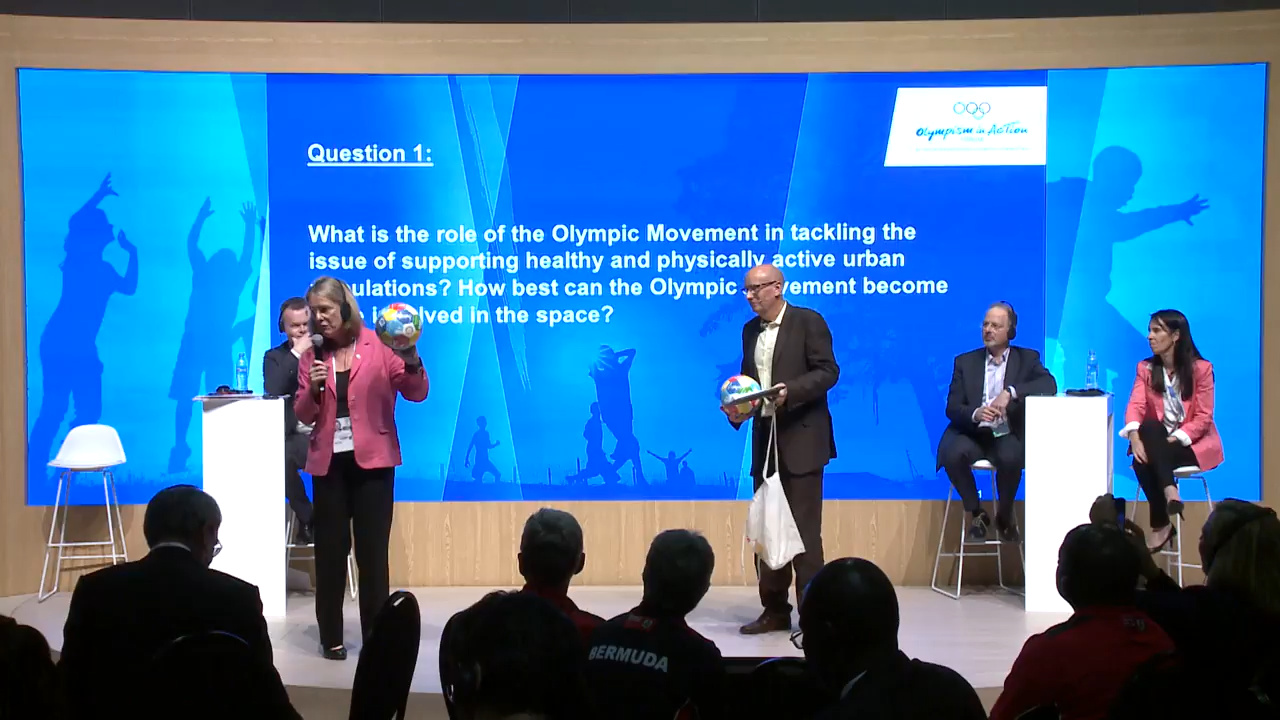 Olympism in Action
Question 1:
What is the role of the Olympic Movement in tackling the
issue of supporting healthy and physically active urban
ulations? How best can the Olympic vement become
lved in the space?
BERMUDA